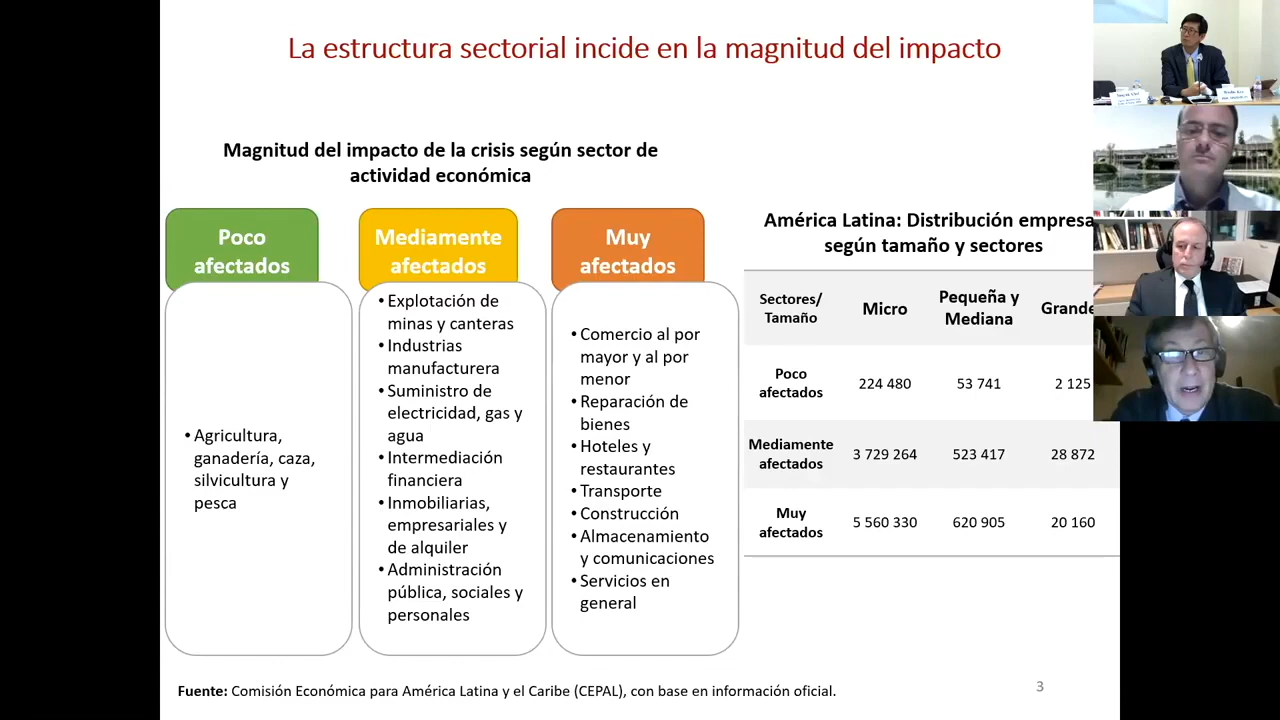 La estructura sectorial incide en la magnitud del impacto
Magnitud del impacto de la crisis según sector de
actividad económica
Poco
afectados
• Agricultura,
ganadería, caza,
silvicultura y
pesca
Mediamente
afectados
• Explotación de
minas y canteras
• Industrias
manufacturera
• Suministro de
electricidad, gas y
agua
• Intermediación
financiera
• Inmobiliarias,
empresariales y
de alquiler
• Administración
pública, sociales y
personales
Muy
afectados
• Comercio al por
mayor y al por
menor
• Reparación de
bienes
• Hoteles y
restaurantes
• Transporte
• Construcción
• Almacenamiento
y comunicaciones
• Servicios en
general
América Latina: Distribución empresa
según tamaño y sectores
Sectores/
Tamaño
Micro
Pequeña y
Mediana
Grande
Poco
afectados
224 480
53 741
2 125
Mediamente
afectados
3 729 264
523 417
28 872
Muy
afectados
5 560 330
620 905
20 160
Fuente: Comisión Económica para América Latina y el Caribe (CEPAL), con base en información oficial.
3